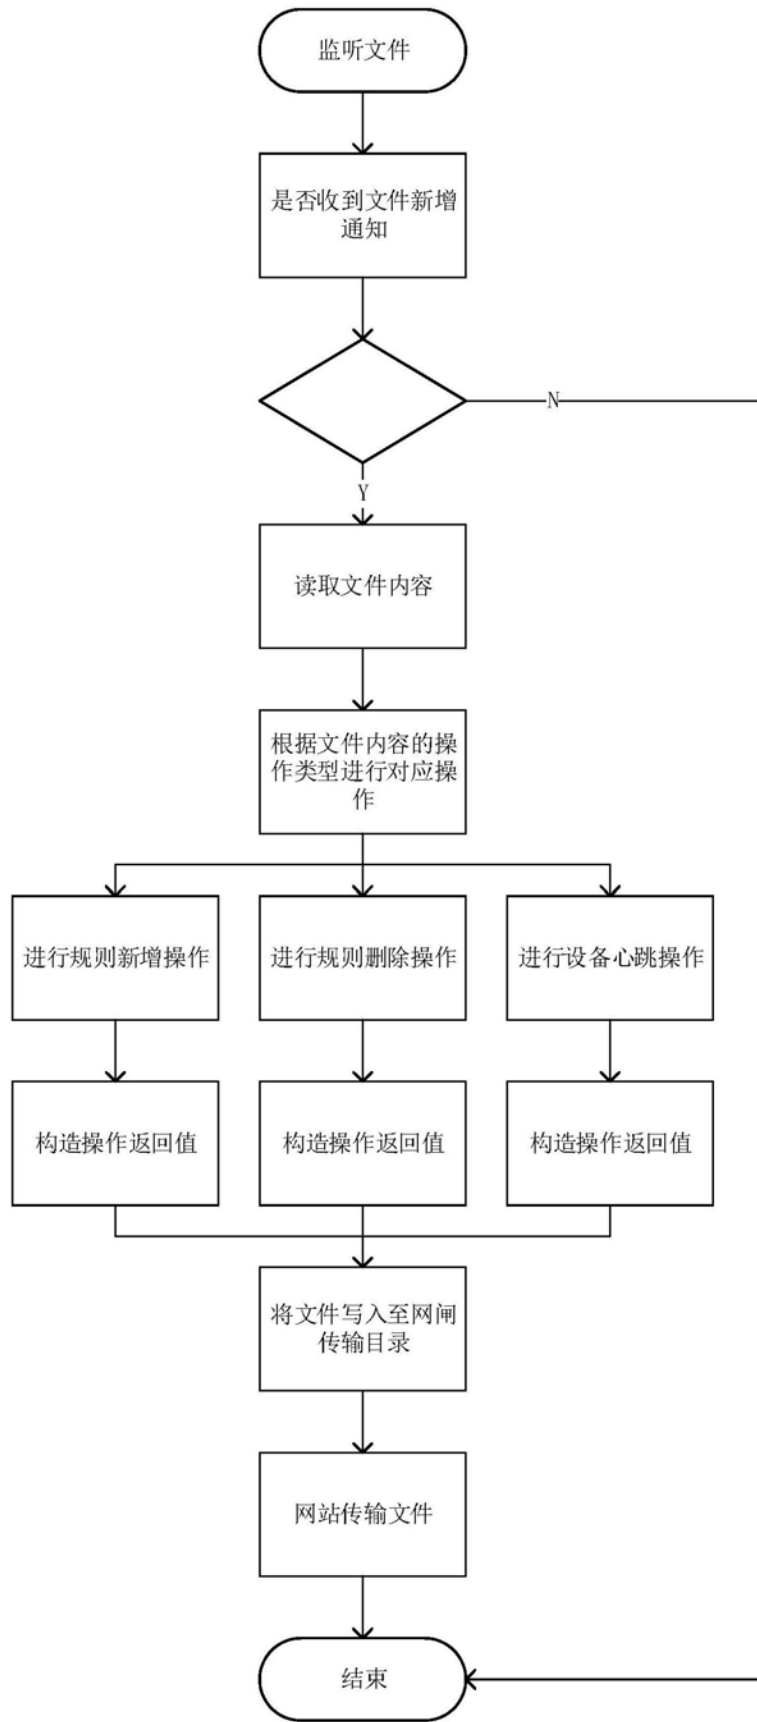 监听文件
是否收到文件新增
通知
N
Y
读取文件内容
根据文件内容的操
作类型进行对应操
作
进行规则新增操作
进行规则删除操作
进行设备心跳操作
构造操作返回值
构造操作返回值
构造操作返回值
将文件写入至网闸
传输目录
网站传输文件
结束